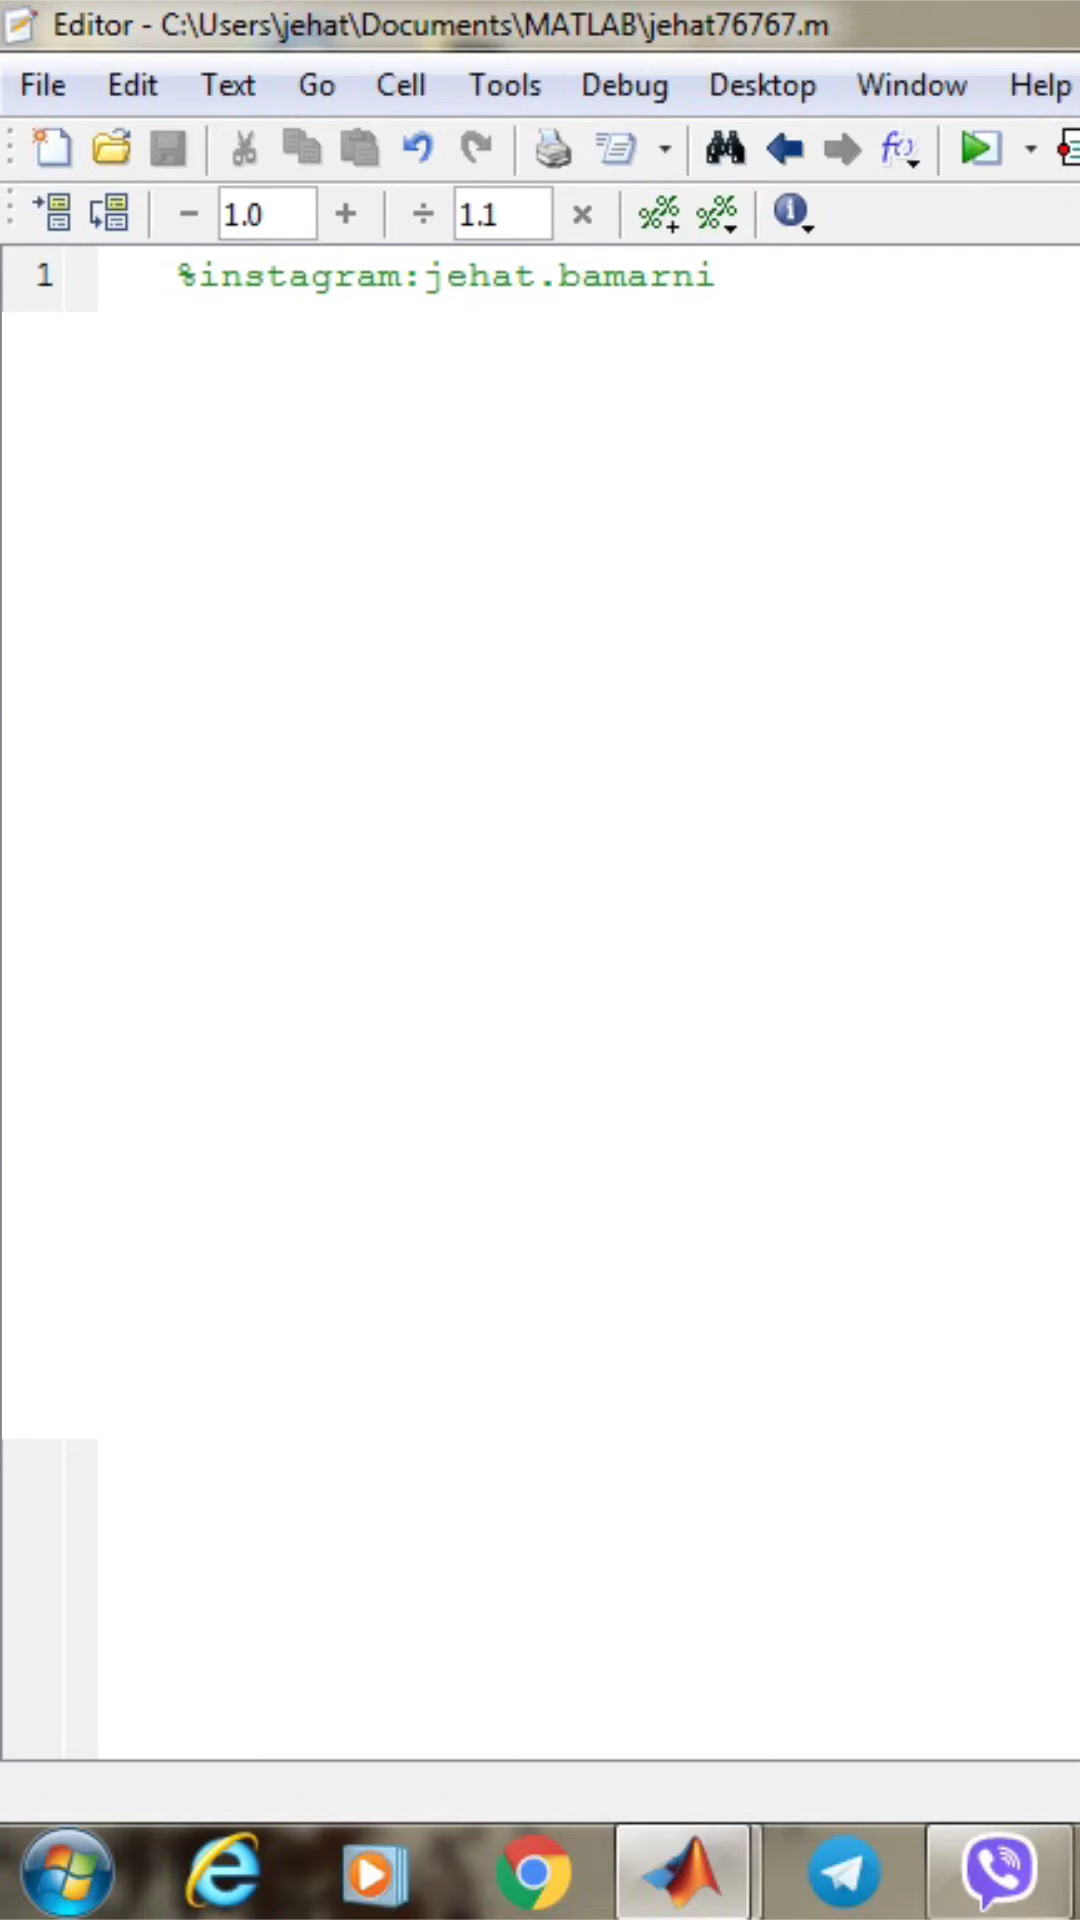 Editor - C:\Users\jehat\Documents\MATLAB\jehat76767.m
File Edit Text Go Cell Tools Debug Desktop Window Help
1.0 1.1
1 %instagram:jehat.bamarni